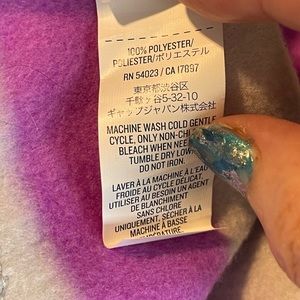 100% POLYESTER/
POLIESTER/ポリエステル
RN 54023 / CA 17897
東京都渋谷区
千駄ヶ谷5-32-10
ギャップジャパン株式会社
MACHINE WASH COLD GENTLE
CYCLE, ONLY NON-CH
BLEACH WHEN NEE
TUMBLE DRY LOW
DO NOT IRON.
LAVER À LA MACHINE À L'EAU
FROIDE AU CYCLE DÉLICAT.
UTILISER AU BESOIN UN AGENT
DE BLANCHIMENT
SANS CHLORE
UNIQUEMENT. SÉCHER À LA
MACHINE À BASSE
TEMPÉRATURE.